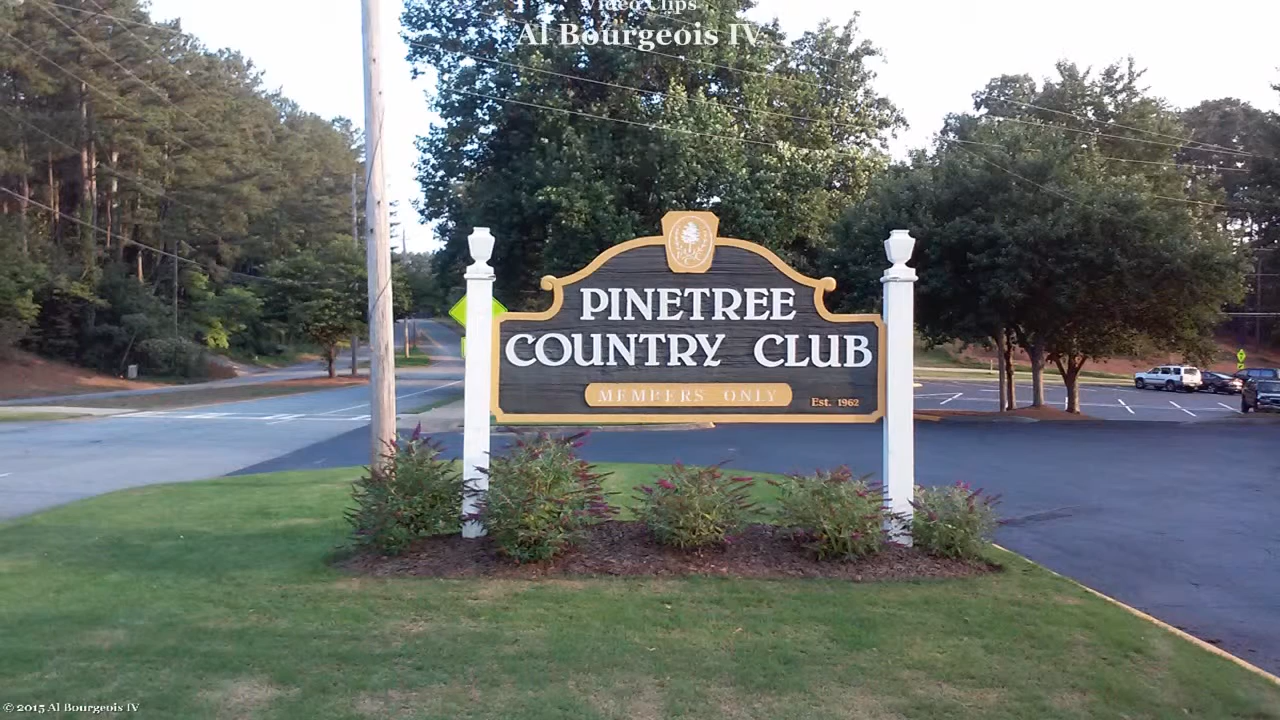 Video Clips
Al Bourgeois IV
PINETREE
COUNTRY CLUB
MEMBERS ONLY
Est. 1962
© 2015 Al Bourgeois IV